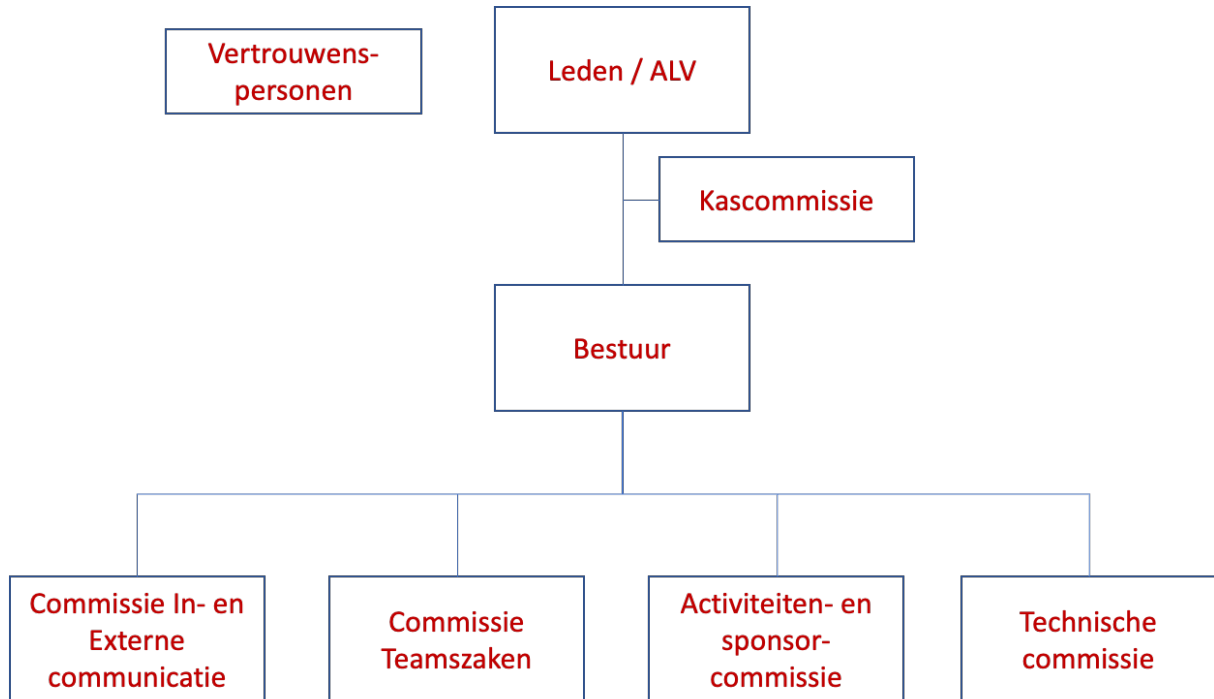 Vertrouwens-
personen
Leden / ALV
Kascommissie
Bestuur
Commissie In- en
Externe
communicatie
Commissie
Teamszaken
Activiteiten- en
sponsor-
commissie
Technische
commissie